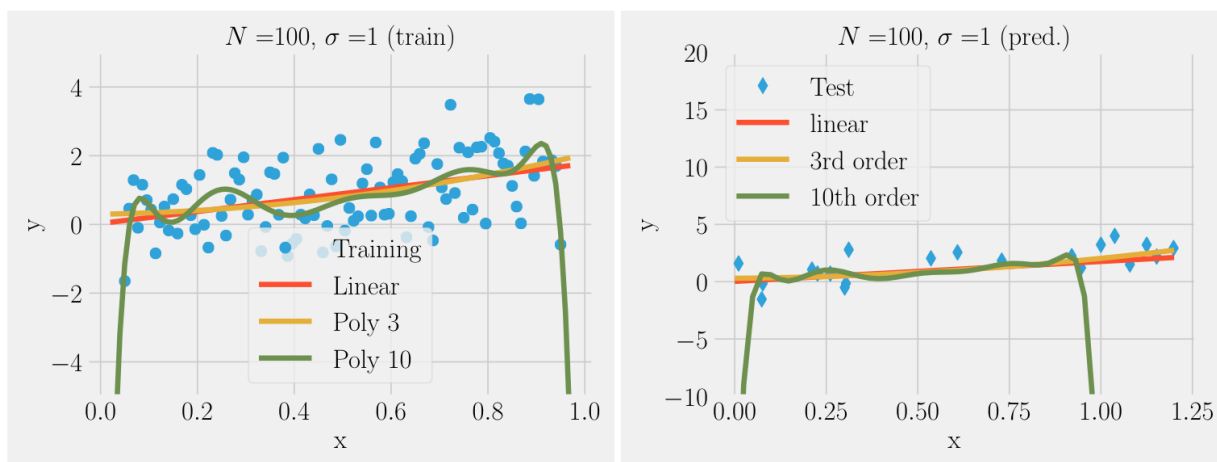 N =100, σ =1 (train)
4
2
0
−2
−4
y
Training
Linear
Poly 3
Poly 10
0.0 0.2 0.4 0.6 0.8 1.0
x
N =100, σ =1 (pred.)
20
15
10
5
0
−5
−10
y
Test
linear
3rd order
10th order
0.00 0.25 0.50 0.75 1.00 1.25
x